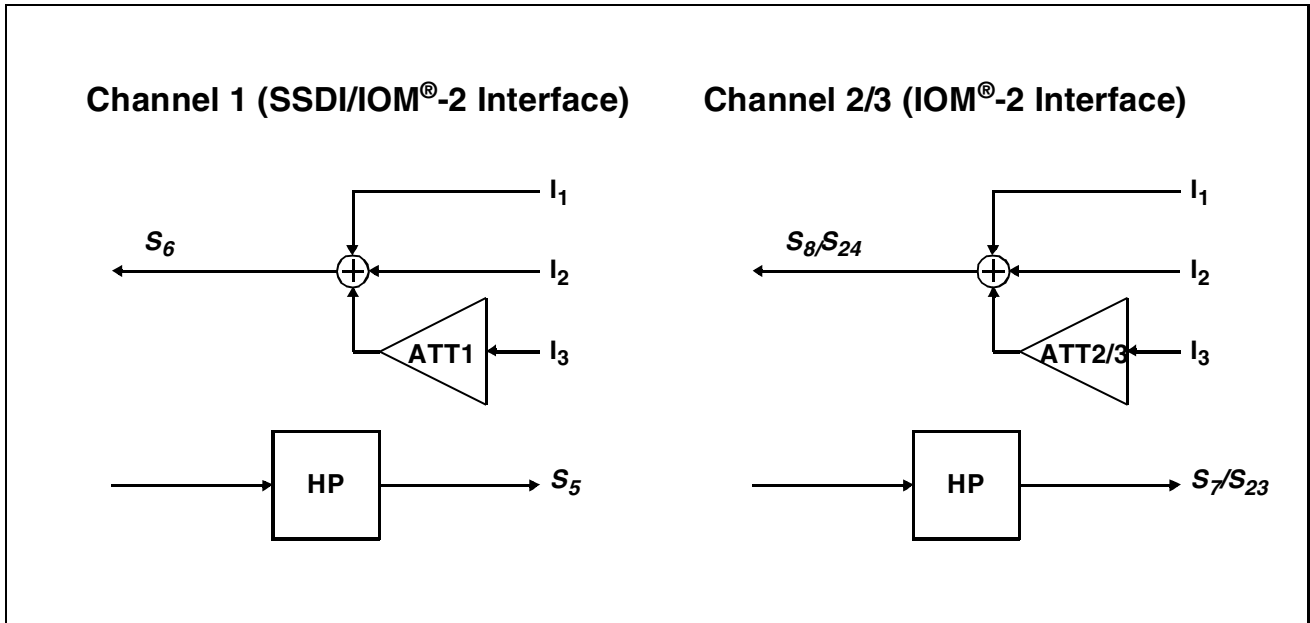 Channel 1 (SSDI/IOM®-2 Interface)
I1
S6
I2
ATT1
I3
HP
S5
Channel 2/3 (IOM®-2 Interface)
I1
S8/S24
I2
ATT2/3
I3
HP
S7/S23